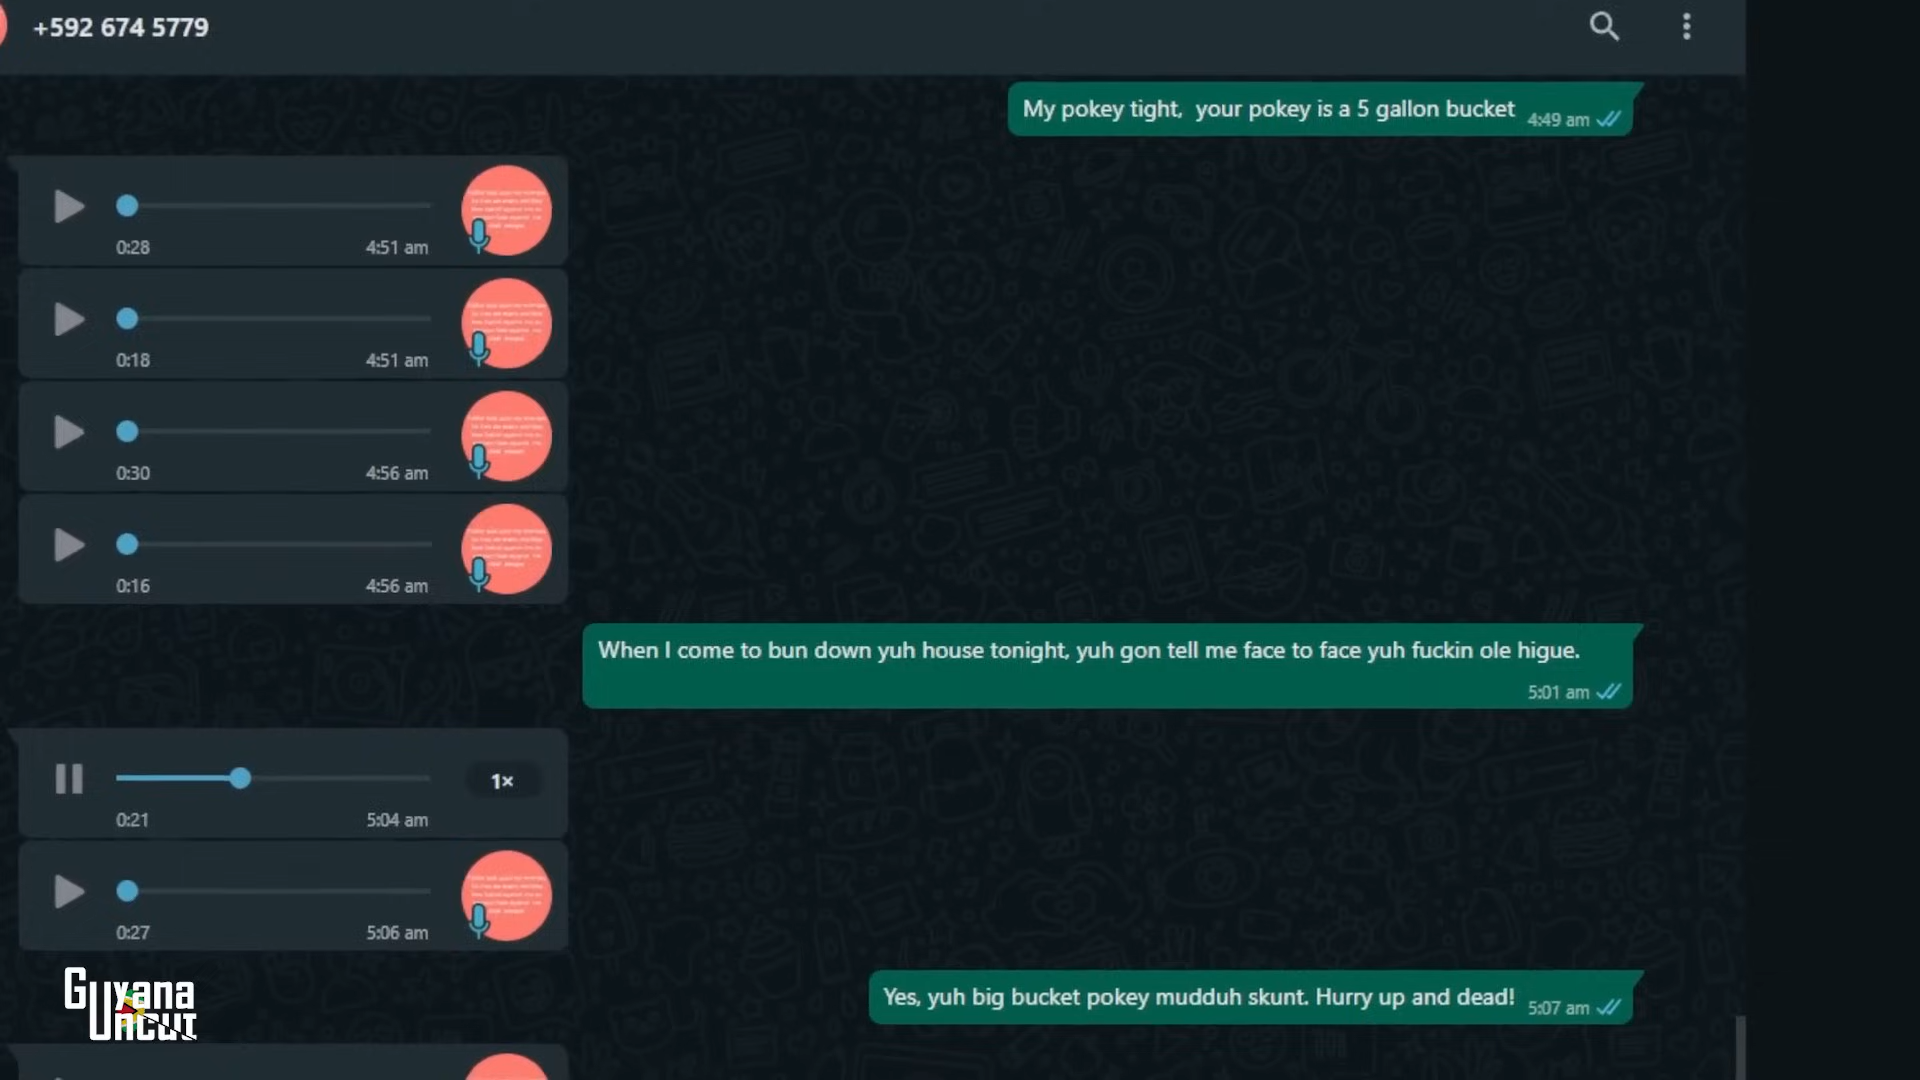 +592 674 5779
My pokey tight,  your pokey is a 5 gallon bucket 4:49 am
0:28 4:51 am
0:18 4:51 am
0:30 4:56 am
0:16 4:56 am
When I come to bun down yuh house tonight, yuh gon tell me face to face yuh fuckin ole higue.
5:01 am
1×
0:21 5:04 am
0:27 5:06 am
Yes, yuh big bucket pokey mudduh skunt. Hurry up and dead! 5:07 am
Guyana
Uncut